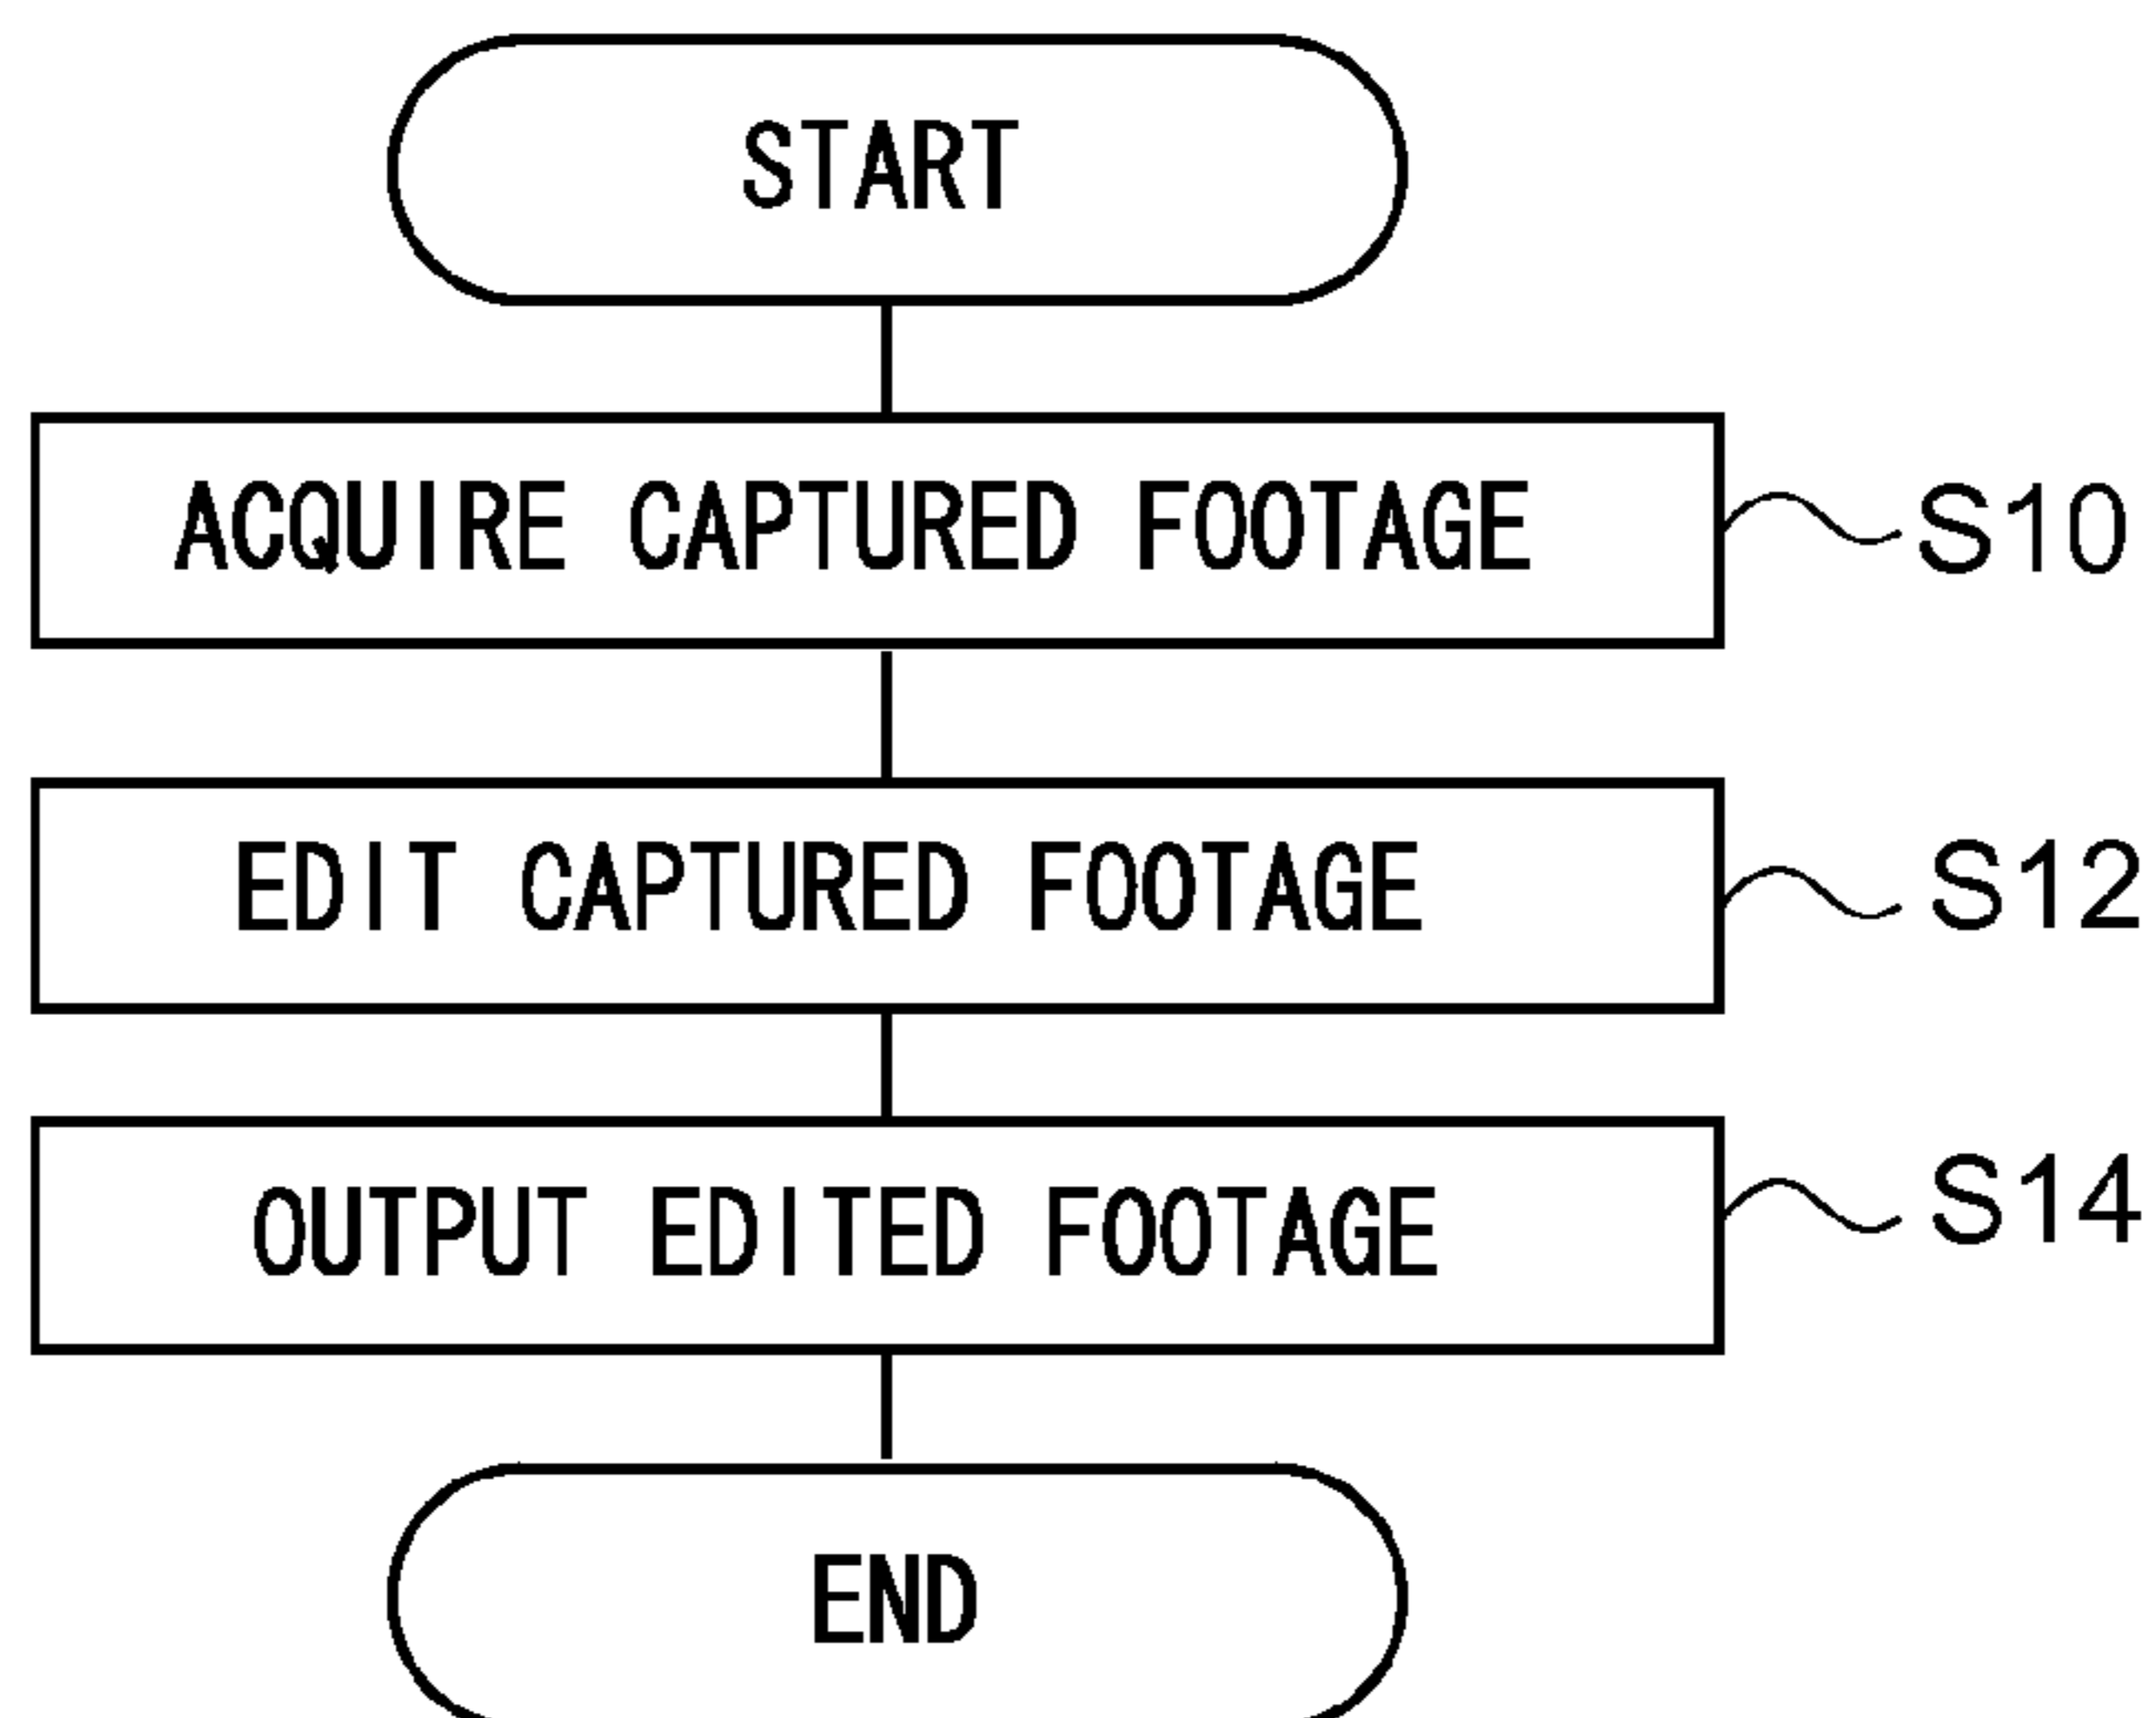 START
ACQUIRE CAPTURED FOOTAGE S10
EDIT CAPTURED FOOTAGE S12
OUTPUT EDITED FOOTAGE S14
END